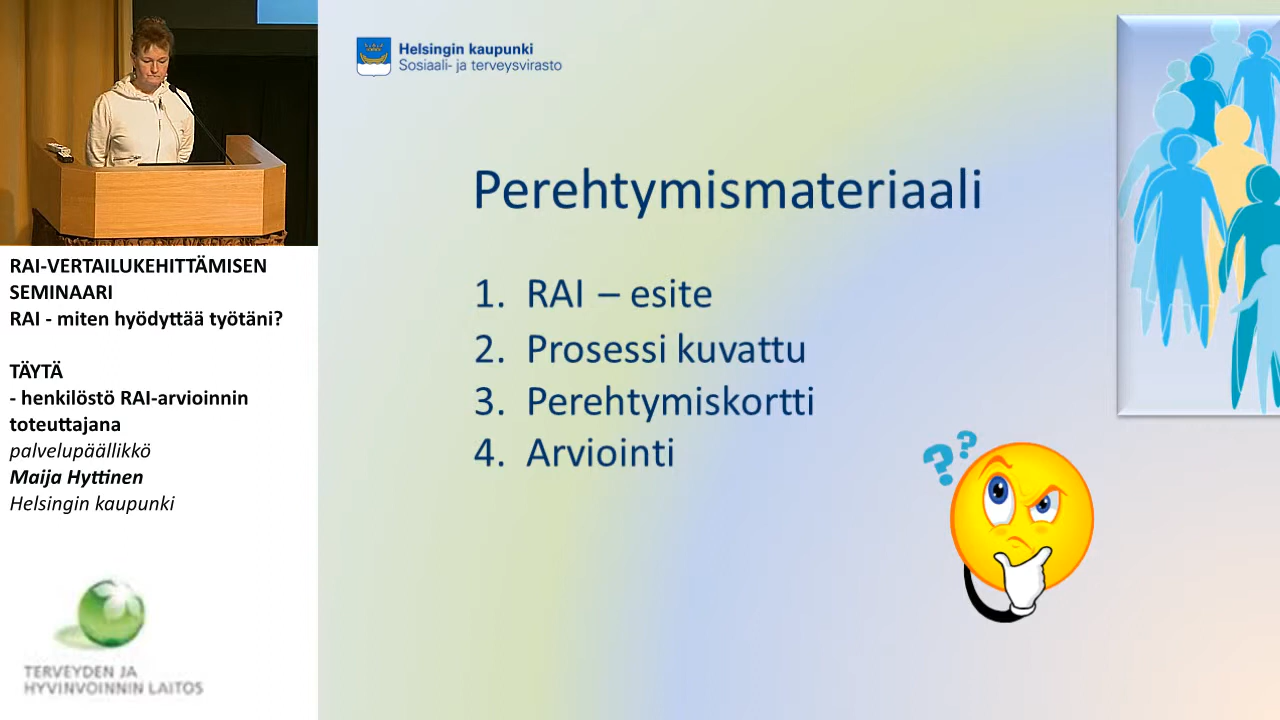 RAI-VERTAILUKEHITTÄMISEN
SEMINAARI
RAI - miten hyödyttää työtäni?
TÄYTÄ
- henkilöstö RAI-arvioinnin
toteuttajana
palvelupäällikkö
Maija Hyttinen
Helsingin kaupunki
TERVEYDEN JA
HYVINVOINNIN LAITOS
Helsingin kaupunki
Sosiaali- ja terveysvirasto
Perehtymismateriaali
1. RAI – esite
2. Prosessi kuvattu
3. Perehtymiskortti
4. Arviointi
? ?